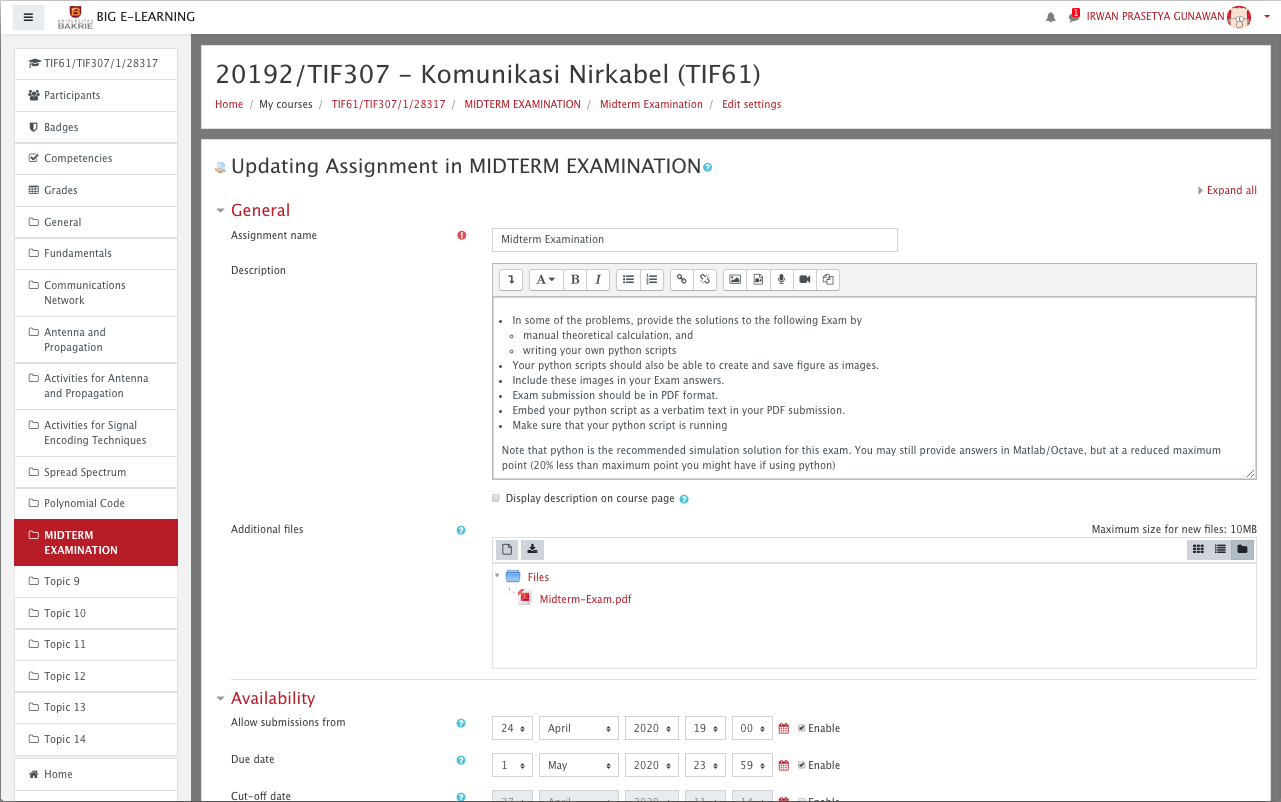 UNIVERSITAS
BAKRIE
BIG E-LEARNING
1
IRWAN PRASETYA GUNAWAN
TIF61/TIF307/1/28317
Participants
Badges
Competencies
Grades
General
Fundamentals
Communications
Network
Antenna and
Propagation
Activities for Antenna
and Propagation
Activities for Signal
Encoding Techniques
Spread Spectrum
Polynomial Code
MIDTERM
EXAMINATION
Topic 9
Topic 10
Topic 11
Topic 12
Topic 13
Topic 14
Home
20192/TIF307 - Komunikasi Nirkabel (TIF61)
Home / My courses / TIF61/TIF307/1/28317 / MIDTERM EXAMINATION / Midterm Examination / Edit settings
Updating Assignment in MIDTERM EXAMINATION
Expand all
General
Assignment name
Midterm Examination
Description
A B I
In some of the problems, provide the solutions to the following Exam by
manual theoretical calculation, and
writing your own python scripts
Your python scripts should also be able to create and save figure as images.
Include these images in your Exam answers.
Exam submission should be in PDF format.
Embed your python script as a verbatim text in your PDF submission.
Make sure that your python script is running
Note that python is the recommended simulation solution for this exam. You may still provide answers in Matlab/Octave, but at a reduced maximum
point (20% less than maximum point you might have if using python)
Display description on course page
Additional files
Maximum size for new files: 10MB
Files
Midterm-Exam.pdf
Availability
Allow submissions from
24 April 2020 19 00 Enable
Due date
1 May 2020 23 59 Enable
Cut-off date
27 April 2020 11 14 Enable